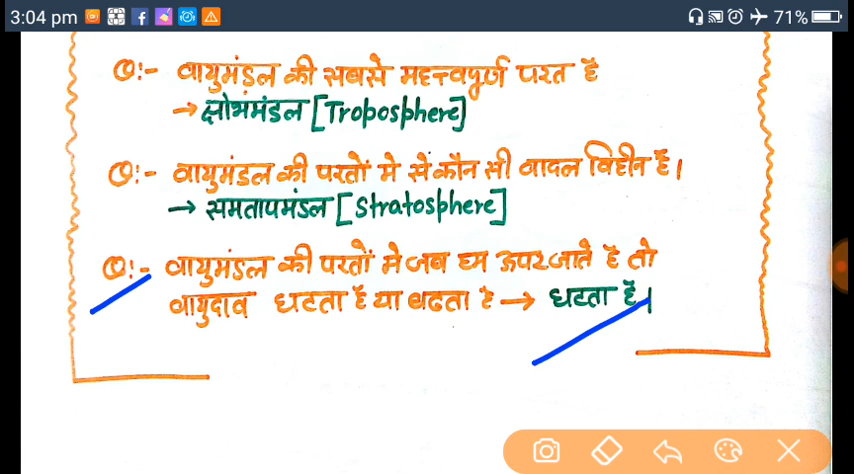 3:04 pm
71%
Q:- वायुमंडल की सबसे महत्त्वपूर्ण परत है
→ क्षोभमंडल [Troposphere]
Q:- वायुमंडल की परतों मे से कौन सी बादल विहीन है।
→ समतापमंडल [Stratosphere]
Q:- वायुमंडल की परतों मे जब हम ऊपर जाते है तो
वायुदाव घटता है या बढता है → घटता है।